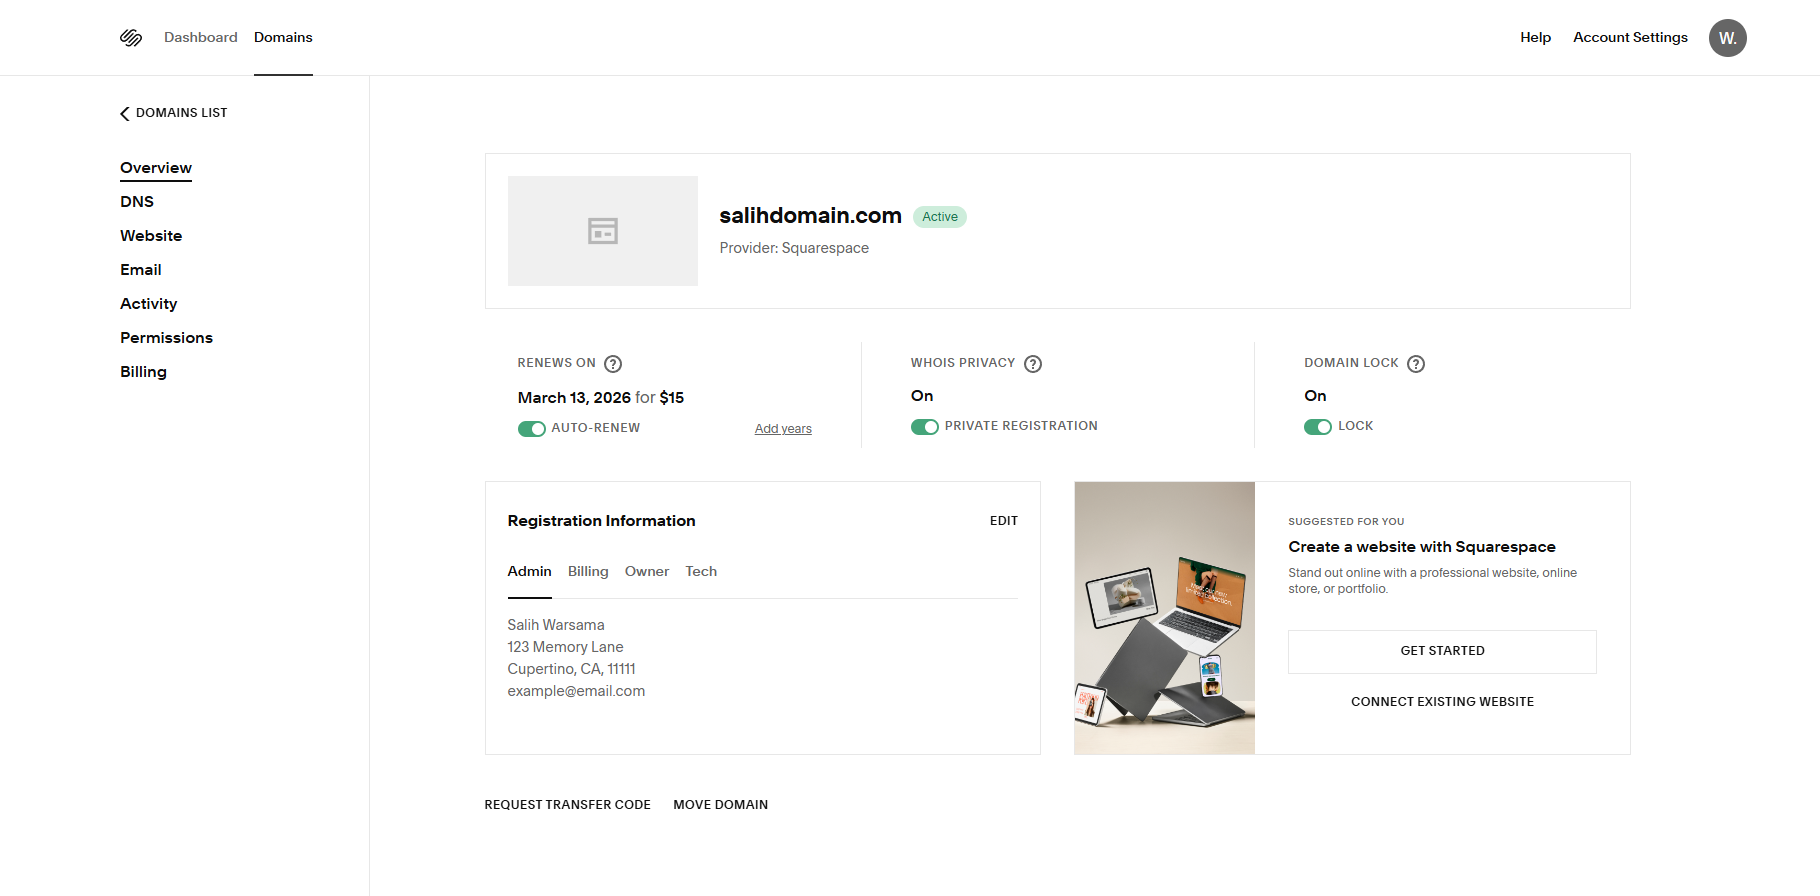 Dashboard Domains Help Account Settings W.
DOMAINS LIST
Overview
DNS
Website
Email
Activity
Permissions
Billing
salihdomain.com Active
Provider: Squarespace
RENEWS ON ?
March 13, 2026 for $15
AUTO-RENEW Add years
WHOIS PRIVACY ?
On
PRIVATE REGISTRATION
DOMAIN LOCK ?
On
LOCK
Registration Information EDIT
Admin Billing Owner Tech
Salih Warsama
123 Memory Lane
Cupertino, CA, 11111
example@email.com
SUGGESTED FOR YOU
Create a website with Squarespace
Stand out online with a professional website, online
store, or portfolio.
GET STARTED
CONNECT EXISTING WEBSITE
REQUEST TRANSFER CODE MOVE DOMAIN